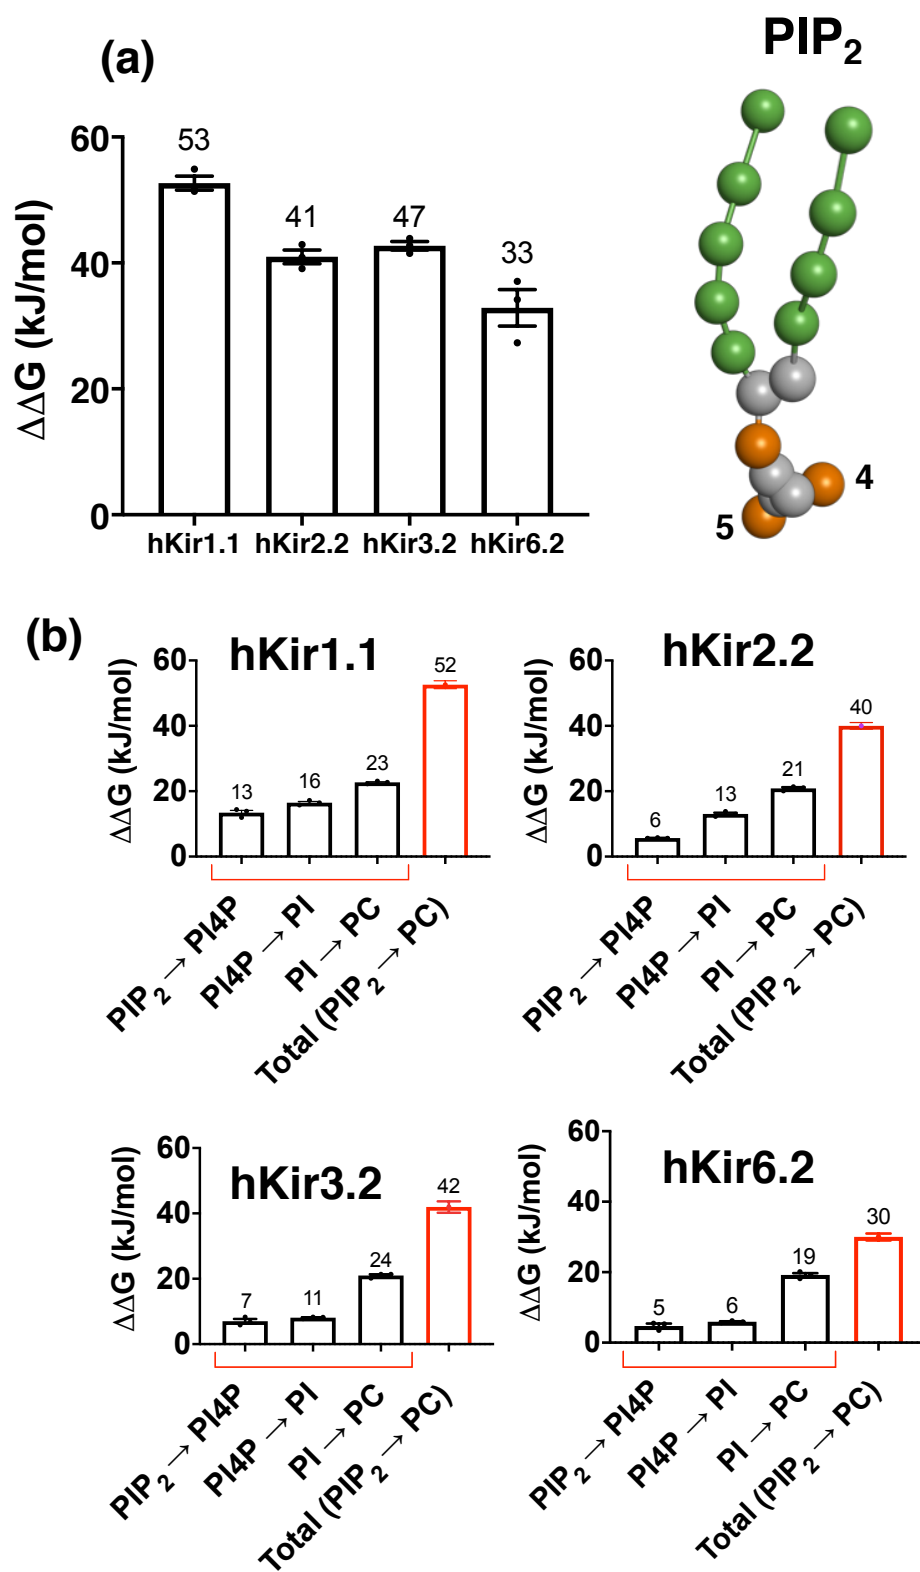 PIP2
(a)
ΔΔG (kJ/mol)
60
40
20
0
53
41
47
33
hKir1.1 hKir2.2 hKir3.2 hKir6.2
4
5
(b)
hKir1.1
ΔΔG (kJ/mol)
60
40
20
0
13
16
23
52
PIP2 → PI4P
PI4P → PI
PI → PC
Total (PIP2 → PC)
hKir2.2
ΔΔG (kJ/mol)
60
40
20
0
6
13
21
40
PIP2 → PI4P
PI4P → PI
PI → PC
Total (PIP2 → PC)
hKir3.2
ΔΔG (kJ/mol)
60
40
20
0
7
11
24
42
PIP2 → PI4P
PI4P → PI
PI → PC
Total (PIP2 → PC)
hKir6.2
ΔΔG (kJ/mol)
60
40
20
0
5
6
19
30
PIP2 → PI4P
PI4P → PI
PI → PC
Total (PIP2 → PC)